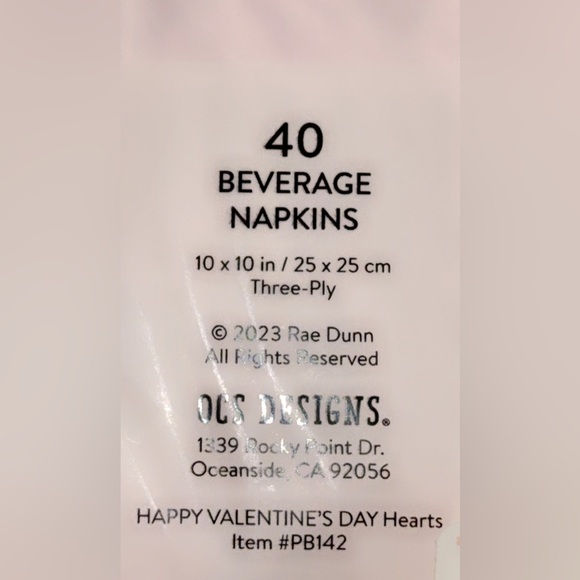 40
BEVERAGE
NAPKINS
10 x 10 in / 25 x 25 cm
Three-Ply
© 2023 Rae Dunn
All Rights Reserved
OCS DESIGNS®
1339 Rocky Point Dr.
Oceanside, CA 92056
HAPPY VALENTINE'S DAY Hearts
Item #PB142